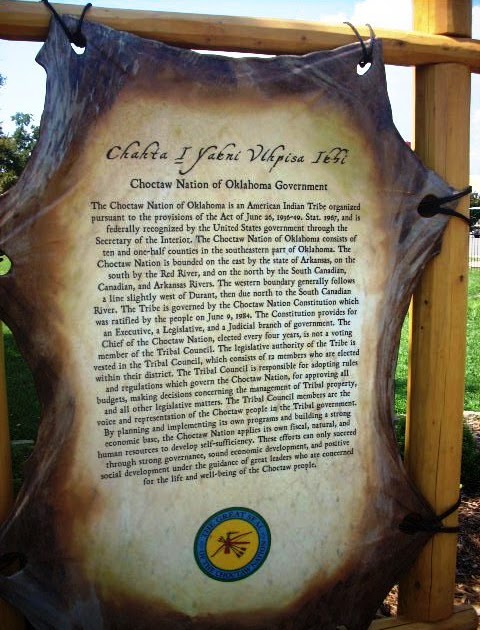 Chahta I Yakni Vlhpisa Ikbi
Choctaw Nation of Oklahoma Government
The Choctaw Nation of Oklahoma is an American Indian Tribe organized
pursuant to the provisions of the Act of June 26, 1936-49. Stat. 1967, and is
federally recognized by the United States government through the
Secretary of the Interior. The Choctaw Nation of Oklahoma consists of
ten and one-half counties in the southeastern part of Oklahoma. The
Choctaw Nation is bounded on the east by the state of Arkansas, on the
south by the Red River, and on the north by the South Canadian,
Canadian, and Arkansas Rivers. The western boundary generally follows
a line slightly west of Durant, then due north to the South Canadian
River. The Tribe is governed by the Choctaw Nation Constitution which
was ratified by the people on June 9, 1984. The Constitution provides for
an Executive, a Legislative, and a Judicial branch of government. The
Chief of the Choctaw Nation, elected every four years, is not a voting
member of the Tribal Council. The legislative authority of the Tribe is
vested in the Tribal Council, which consists of 12 members who are elected
within their district. The Tribal Council is responsible for adopting rules
and regulations which govern the Choctaw Nation, for approving all
budgets, making decisions concerning the management of Tribal property,
and all other legislative matters. The Tribal Council members are the
voice and representation of the Choctaw people in the Tribal government.
By planning and implementing its own programs and building a strong
economic base, the Choctaw Nation applies its own fiscal, natural, and
human resources to develop self-sufficiency. These efforts can only succeed
through strong governance, sound economic development, and positive
social development under the guidance of great leaders who are concerned
for the life and well-being of the Choctaw people.
THE GREAT SEAL
OF THE CHOCTAW NATION